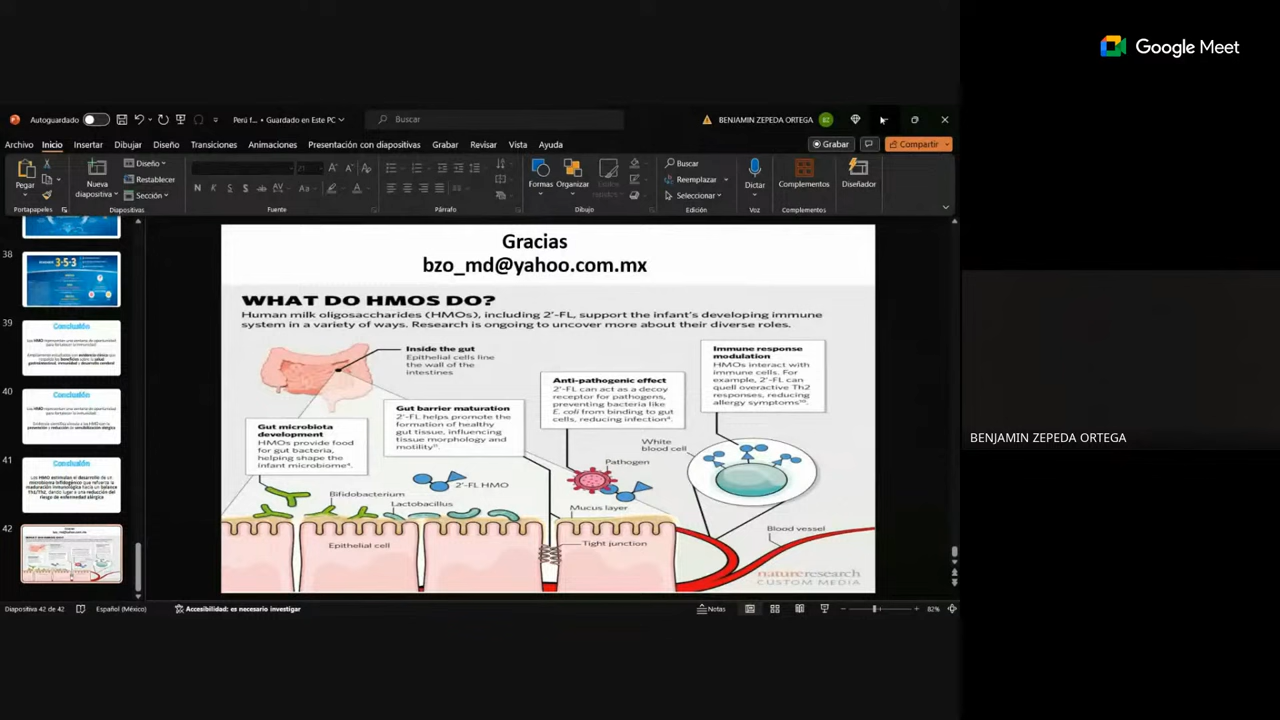 Google Meet
Autoguardado
Perú f... • Guardado en Este PC
Buscar
BENJAMIN ZEPEDA ORTEGA
BZ
Archivo Inicio Insertar Dibujar Diseño Transiciones Animaciones Presentación con diapositivas Grabar Revisar Vista Ayuda
Grabar
Compartir
Pegar
Nueva diapositiva
Diseño
Restablecer
Sección
Formas
Organizar
Buscar
Reemplazar
Seleccionar
Dictar
Complementos
Diseñador
Portapapeles
Diapositivas
Fuente
Párrafo
Dibujo
Edición
Voz
Complementos
38
3-5-3
39
Conclusión
40
Conclusión
41
Conclusión
42
Gracias
bzo_md@yahoo.com.mx
WHAT DO HMOS DO?
Human milk oligosaccharides (HMOs), including 2'-FL, support the infant's developing immune
system in a variety of ways. Research is ongoing to uncover more about their diverse roles.
Inside the gut
Epithelial cells line
the wall of the
intestines
Gut microbiota
development
HMOs provide food
for gut bacteria,
helping shape the
infant microbiome
Gut barrier maturation
2'-FL helps promote the
formation of healthy
gut tissue, influencing
tissue morphology and
motility
Anti-pathogenic effect
2'-FL can act as a decoy
receptor for pathogens,
preventing bacteria like
E. coli from binding to gut
cells, reducing infection
Immune response
modulation
HMOs interact with
immune cells. For
example, 2'-FL can
quell overactive Th2
responses, reducing
allergy symptoms
White
blood cell
Pathogen
2'-FL HMO
Bifidobacterium
Lactobacillus
Mucus layer
Epithelial cell
Tight junction
Blood vessel
natureresearch
CUSTOM MEDIA
BENJAMIN ZEPEDA ORTEGA
Diapositiva 42 de 42
Español (México)
Accesibilidad: es necesario investigar
Notas
82%